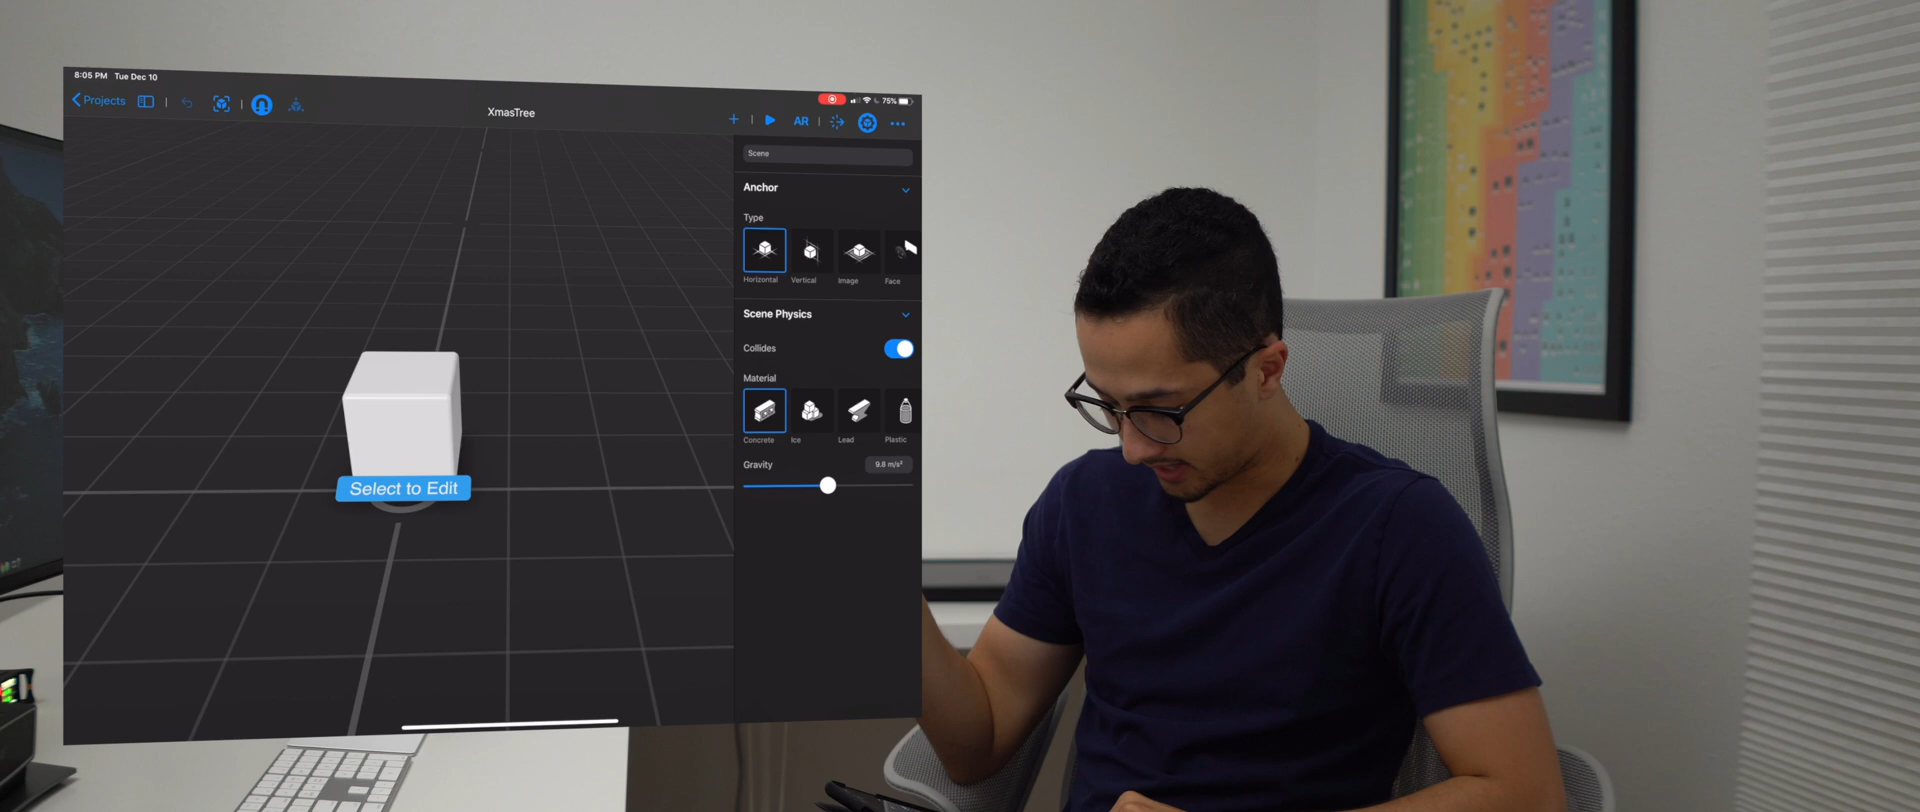 8:05 PM Tue Dec 10
75%
Projects
XmasTree
AR
Scene
Anchor
Type
Horizontal Vertical Image Face
Scene Physics
Collides
Material
Concrete Ice Lead Plastic
Gravity 9.8 m/s²
Select to Edit